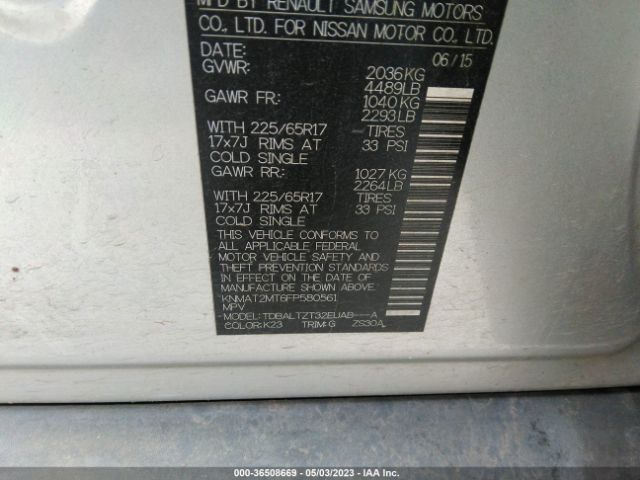 MFD BY RENAULT SAMSUNG MOTORS
CO., LTD. FOR NISSAN MOTOR CO., LTD.
DATE: 06/15
GVWR: 2036KG
4489LB
GAWR FR: 1040KG
2293LB
WITH 225/65R17 TIRES
17x7J RIMS AT 33 PSI
COLD SINGLE
GAWR RR: 1027KG
2264LB
WITH 225/65R17 TIRES
17x7J RIMS AT 33 PSI
COLD SINGLE
THIS VEHICLE CONFORMS TO
ALL APPLICABLE FEDERAL
MOTOR VEHICLE SAFETY AND
THEFT PREVENTION STANDARDS
IN EFFECT ON THE DATE OF
MANUFACTURE SHOWN ABOVE.
KNMAT2MT6FP580561
MPV
MODEL: TDBALTZT32EUAB---A
COLOR:K23 TRIM:G ZS30A
000-36508669 - 05/03/2023 - IAA Inc.